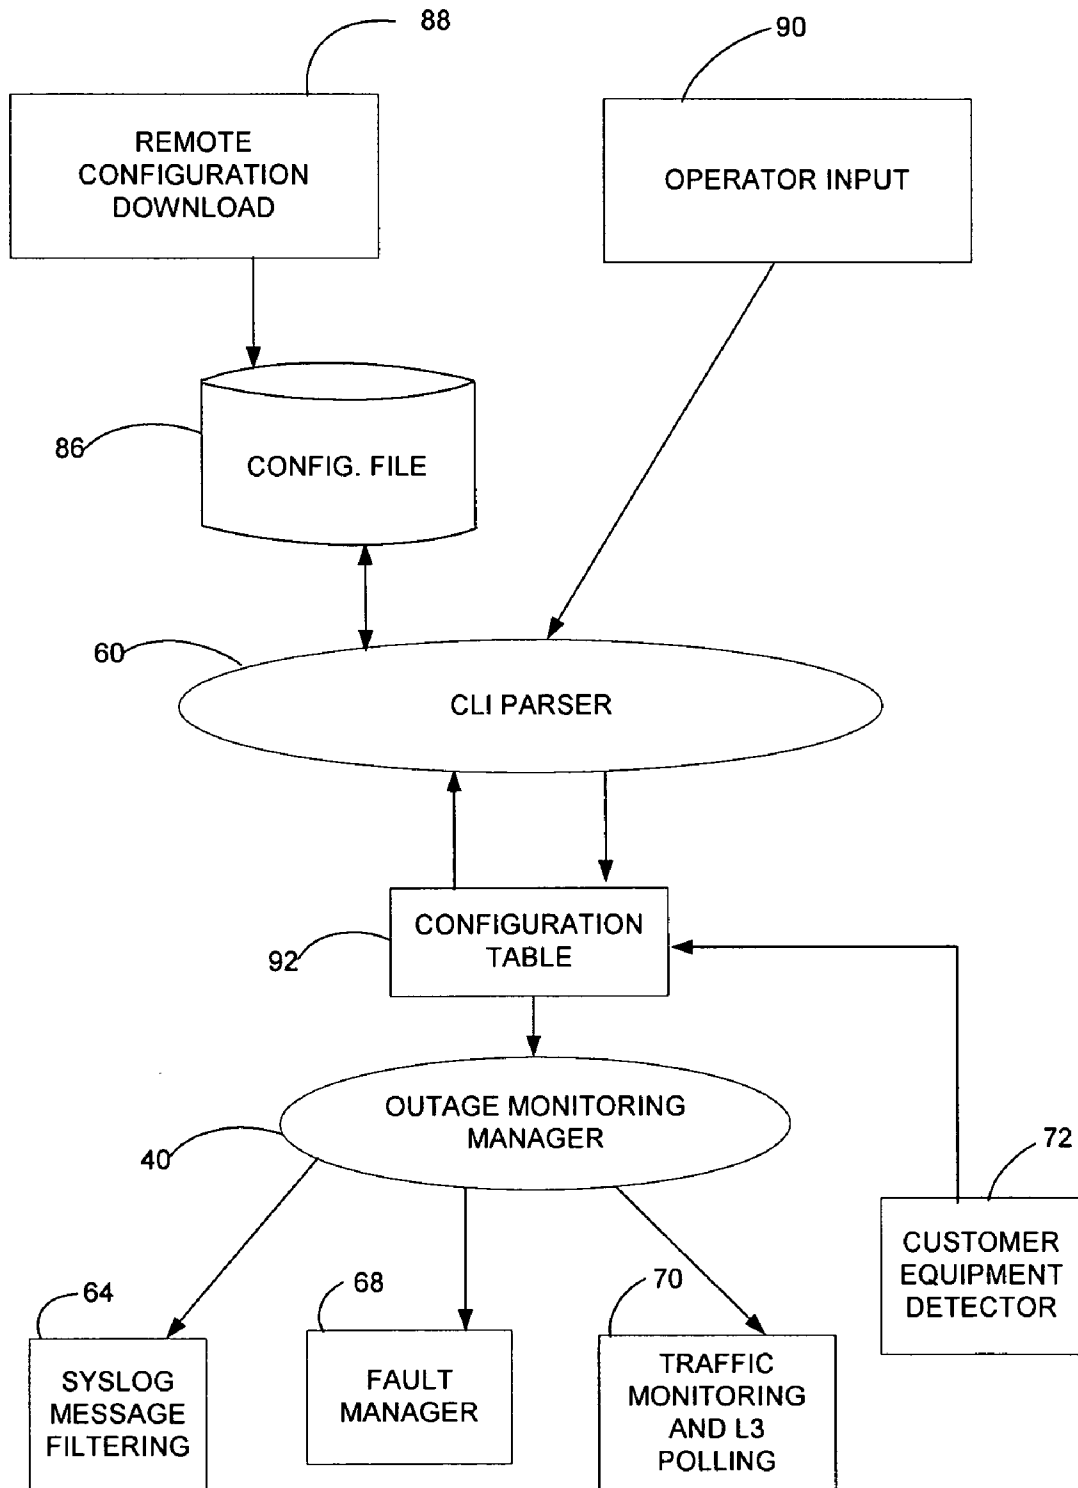 88
90
REMOTE
CONFIGURATION
DOWNLOAD
OPERATOR INPUT
86
CONFIG. FILE
60
CLI PARSER
CONFIGURATION
TABLE
92
OUTAGE MONITORING
MANAGER
40
72
CUSTOMER
EQUIPMENT
DETECTOR
64
68
70
SYSLOG
MESSAGE
FILTERING
FAULT
MANAGER
TRAFFIC
MONITORING
AND L3
POLLING